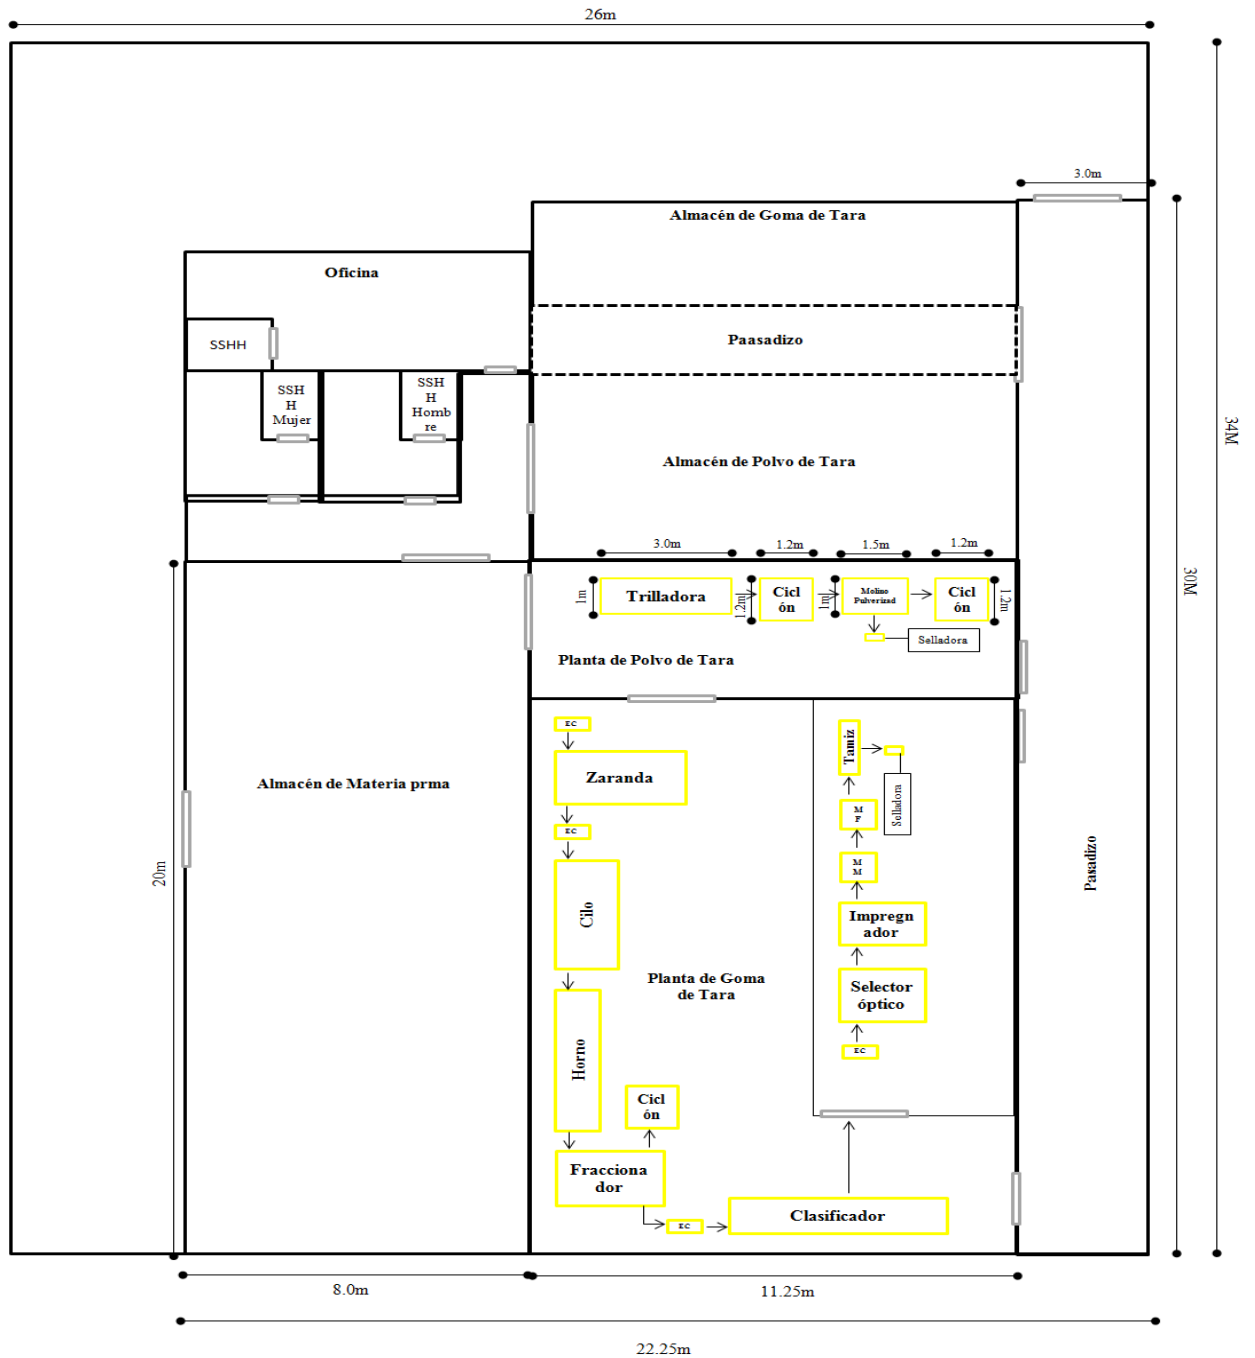 26m
3.0m
Almacén de Goma de Tara
Oficina
SSHH
Paasadizo
SSH
H
Mujer
SSH
H
Homb
re
34M
Almacén de Polvo de Tara
3.0m
1.2m
1.5m
1.2m
1m
Trilladora
1.2m
Cicl
ón
1m
Molino
Pulverizad
Cicl
ón
1.2m
30M
Selladora
Planta de Polvo de Tara
EC
Zaranda
Tamiz
Selladora
Almacén de Materia prma
M
F
EC
M
M
Pasadizo
20m
Cilo
Impregn
ador
Planta de Goma
de Tara
Selector
óptico
Horno
EC
Cicl
ón
Fracciona
dor
EC
Clasificador
8.0m
11.25m
22.25m